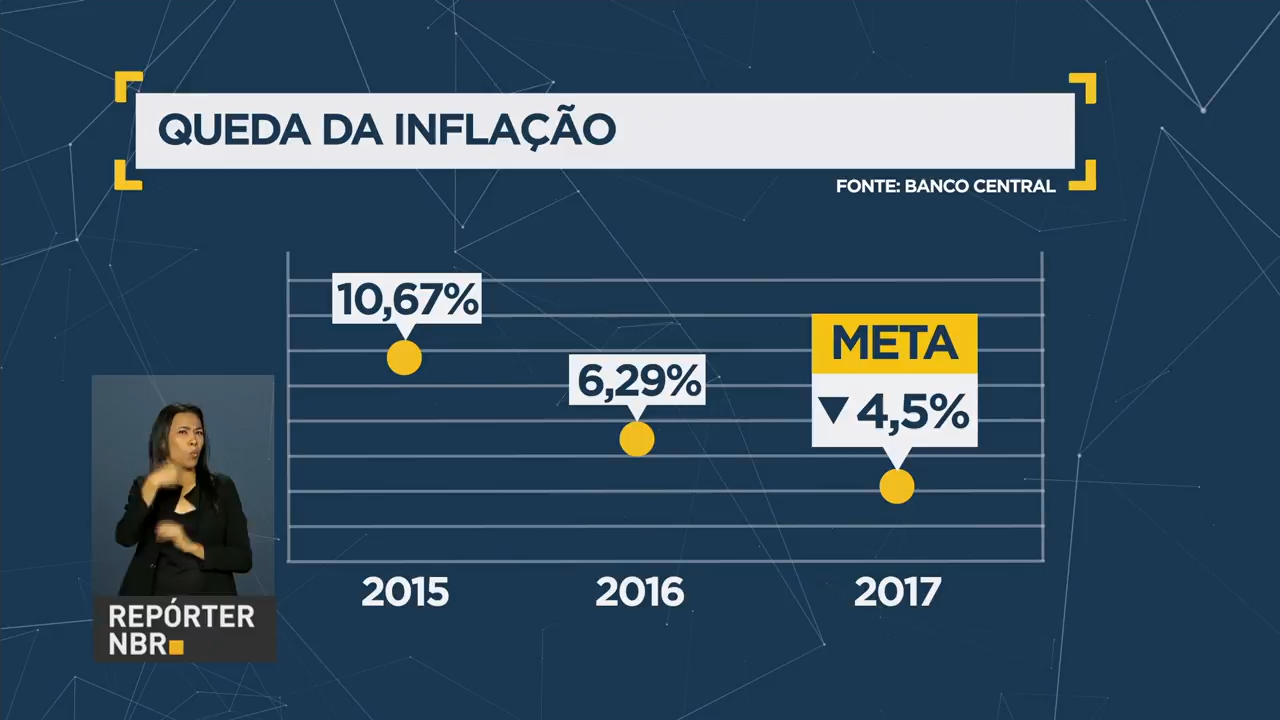 QUEDA DA INFLAÇÃO
FONTE: BANCO CENTRAL
10,67%
6,29%
META
▼ 4,5%
2015
2016
2017
REPÓRTER
NBR